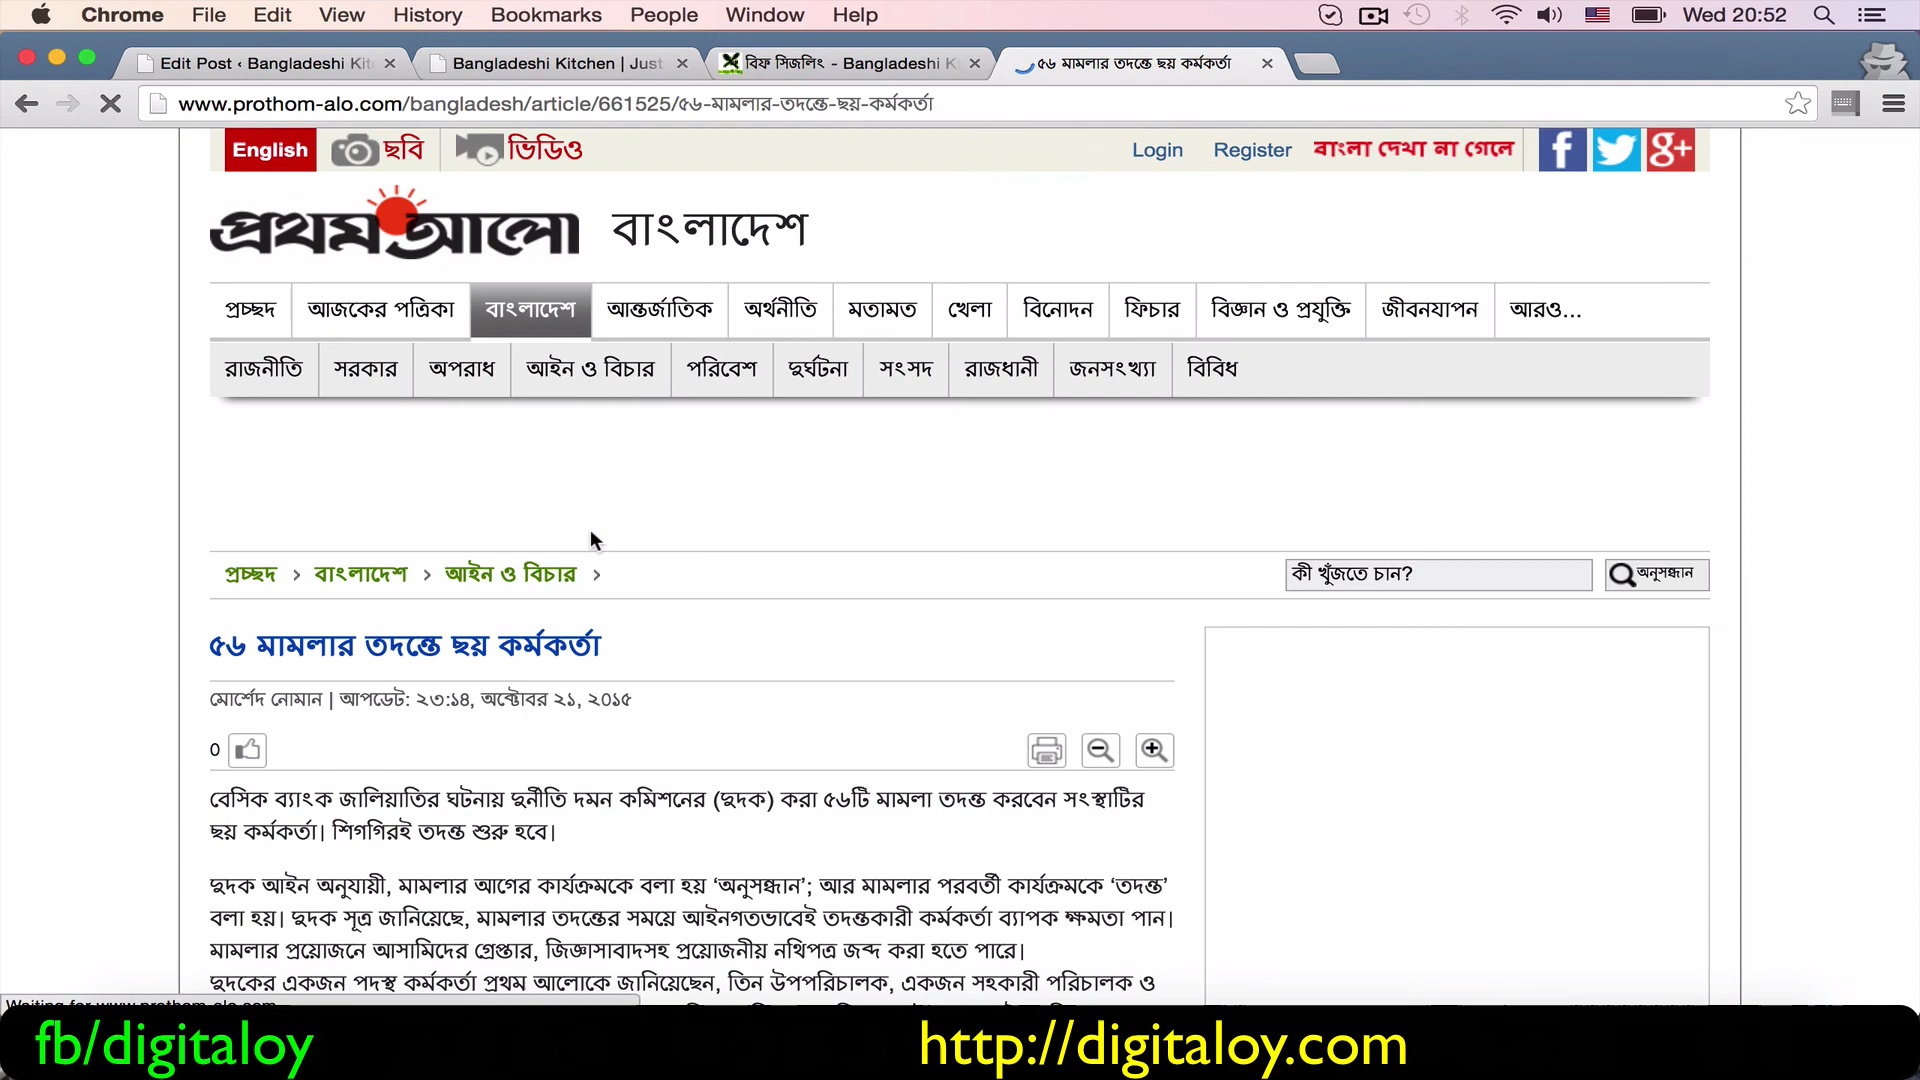 Chrome File Edit View History Bookmarks People Window Help Wed 20:52
Edit Post ‹ Bangladeshi Kit Bangladeshi Kitchen | Just বিফ সিজলিং - Bangladeshi K ৫৬ মামলার তদন্তে ছয় কর্মকর্তা
www.prothom-alo.com/bangladesh/article/661525/৫৬-মামলার-তদন্তে-ছয়-কর্মকর্তা
English ছবি ভিডিও Login Register বাংলা দেখা না গেলে f g+
প্রথম আলো বাংলাদেশ
প্রচ্ছদ আজকের পত্রিকা বাংলাদেশ আন্তর্জাতিক অর্থনীতি মতামত খেলা বিনোদন ফিচার বিজ্ঞান ও প্রযুক্তি জীবনযাপন আরও...
রাজনীতি সরকার অপরাধ আইন ও বিচার পরিবেশ দুর্ঘটনা সংসদ রাজধানী জনসংখ্যা বিবিধ
প্রচ্ছদ › বাংলাদেশ › আইন ও বিচার › কী খুঁজতে চান? অনুসন্ধান
৫৬ মামলার তদন্তে ছয় কর্মকর্তা
মোর্শেদ নোমান | আপডেট: ২৩:১৪, অক্টোবর ২১, ২০১৫
0
বেসিক ব্যাংক জালিয়াতির ঘটনায় দুর্নীতি দমন কমিশনের (দুদক) করা ৫৬টি মামলা তদন্ত করবেন সংস্থাটির
ছয় কর্মকর্তা। শিগগিরই তদন্ত শুরু হবে।
দুদক আইন অনুযায়ী, মামলার আগের কার্যক্রমকে বলা হয় ‘অনুসন্ধান’; আর মামলার পরবর্তী কার্যক্রমকে ‘তদন্ত’
বলা হয়। দুদক সূত্র জানিয়েছে, মামলার তদন্তের সময়ে আইনগতভাবেই তদন্তকারী কর্মকর্তা ব্যাপক ক্ষমতা পান।
মামলার প্রয়োজনে আসামিদের গ্রেপ্তার, জিজ্ঞাসাবাদসহ প্রয়োজনীয় নথিপত্র জব্দ করা হতে পারে।
দুদকের একজন পদস্থ কর্মকর্তা প্রথম আলোকে জানিয়েছেন, তিন উপপরিচালক, একজন সহকারী পরিচালক ও
Waiting for www.prothom-alo.com...
fb/digitaloy http://digitaloy.com